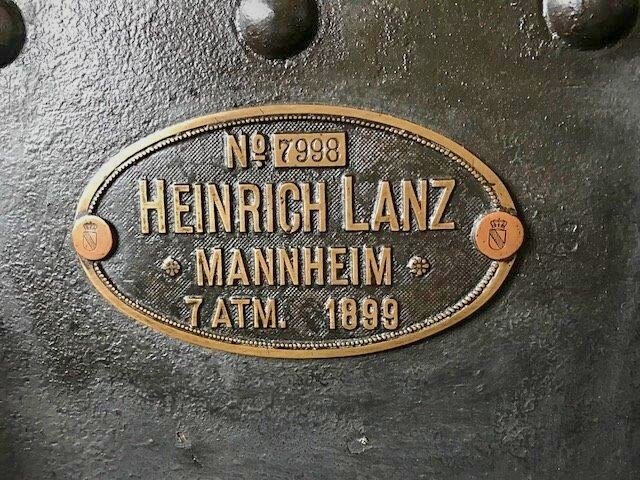 Nº 7998
HEINRICH LANZ
MANNHEIM
7 ATM. 1899